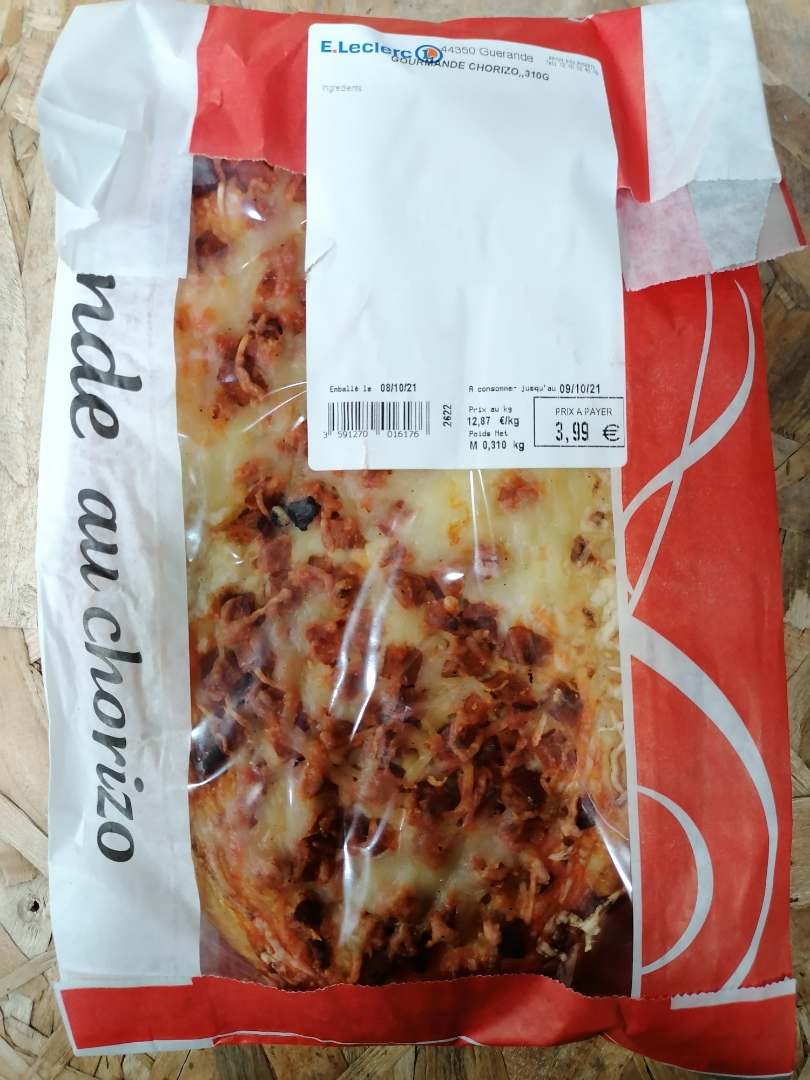 E.Leclerc L 44350 Guerande
GOURMANDE CHORIZO,,310G
Ingredients
nde au chorizo
Emballé le 08/10/21
A consommer jusqu'au 09/10/21
3 591270 016176
2622
Prix au kg
12,87 €/kg
Poids Net
M 0,310 kg
PRIX A PAYER
3,99 €